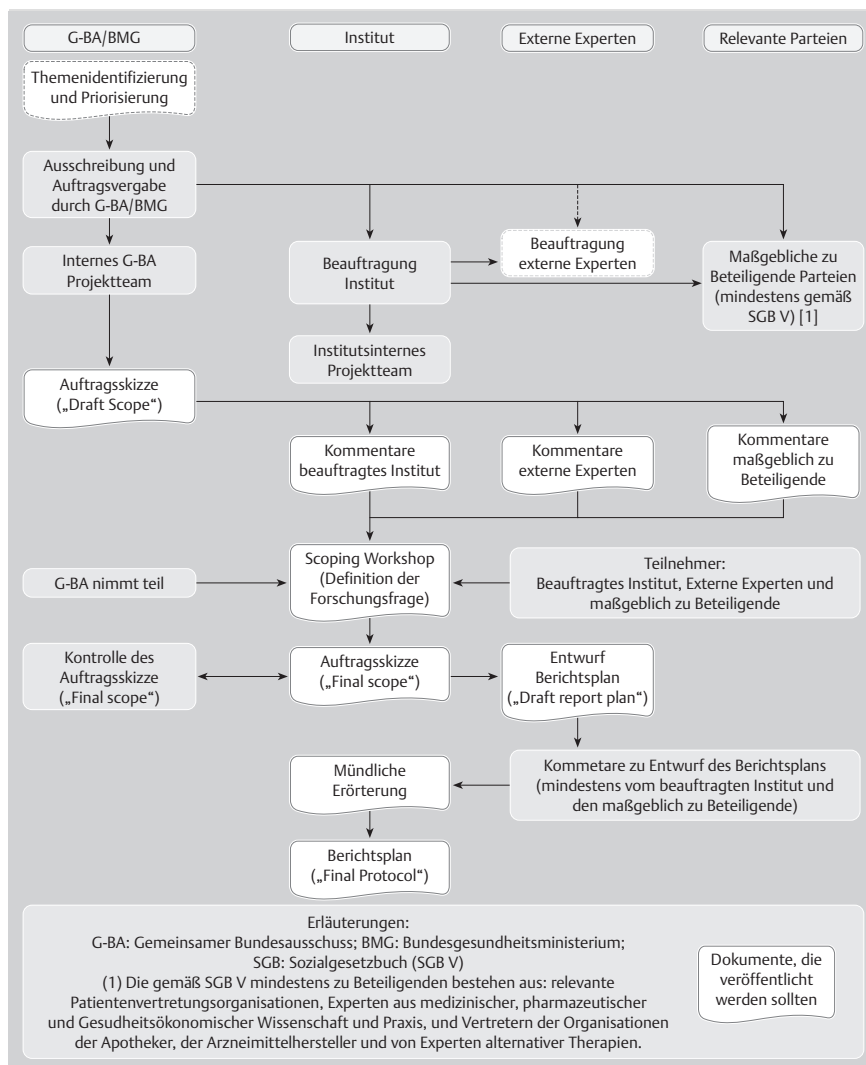 G-BA/BMG
Institut
Externe Experten
Relevante Parteien
Themenidentifizierung
und Priorisierung
Ausschreibung und
Auftragsvergabe
durch G-BA/BMG
Internes G-BA
Projektteam
Beauftragung
Institut
Beauftragung
externe Experten
Maßgebliche zu
Beteiligende Parteien
(mindestens gemäß
SGB V) [1]
Institutsinternes
Projektteam
Auftragsskizze
(„Draft Scope“)
Kommentare
beauftragtes Institut
Kommentare
externe Experten
Kommentare
maßgeblich zu
Beteiligende
G-BA nimmt teil
Scoping Workshop
(Definition der
Forschungsfrage)
Teilnehmer:
Beauftragtes Institut, Externe Experten und
maßgeblich zu Beteiligende
Kontrolle des
Auftragsskizze
(„Final scope“)
Auftragsskizze
(„Final scope“)
Entwurf
Berichtsplan
(„Draft report plan“)
Mündliche
Erörterung
Kommetare zu Entwurf des Berichtsplans
(mindestens vom beauftragten Institut und
den maßgeblich zu Beteiligende)
Berichtsplan
(„Final Protocol“)
Erläuterungen:
G-BA: Gemeinsamer Bundesausschuss; BMG: Bundesgesundheitsministerium;
SGB: Sozialgesetzbuch (SGB V)
(1) Die gemäß SGB V mindestens zu Beteiligenden bestehen aus: relevante
Patientenvertretungsorganisationen, Experten aus medizinischer, pharmazeutischer
und Gesudheitsökonomischer Wissenschaft und Praxis, und Vertretern der Organisationen
der Apotheker, der Arzneimittelhersteller und von Experten alternativer Therapien.
Dokumente, die
veröffentlicht
werden sollten